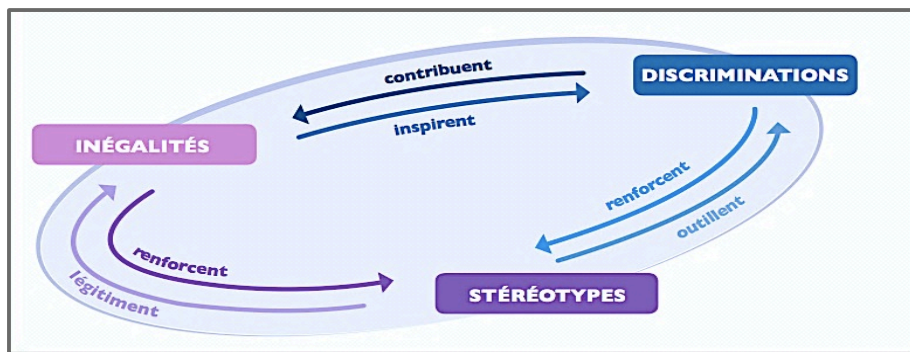 contribuent
DISCRIMINATIONS
inspirent
INÉGALITÉS
renforcent
outillent
renforcent
légitiment
STÉRÉOTYPES